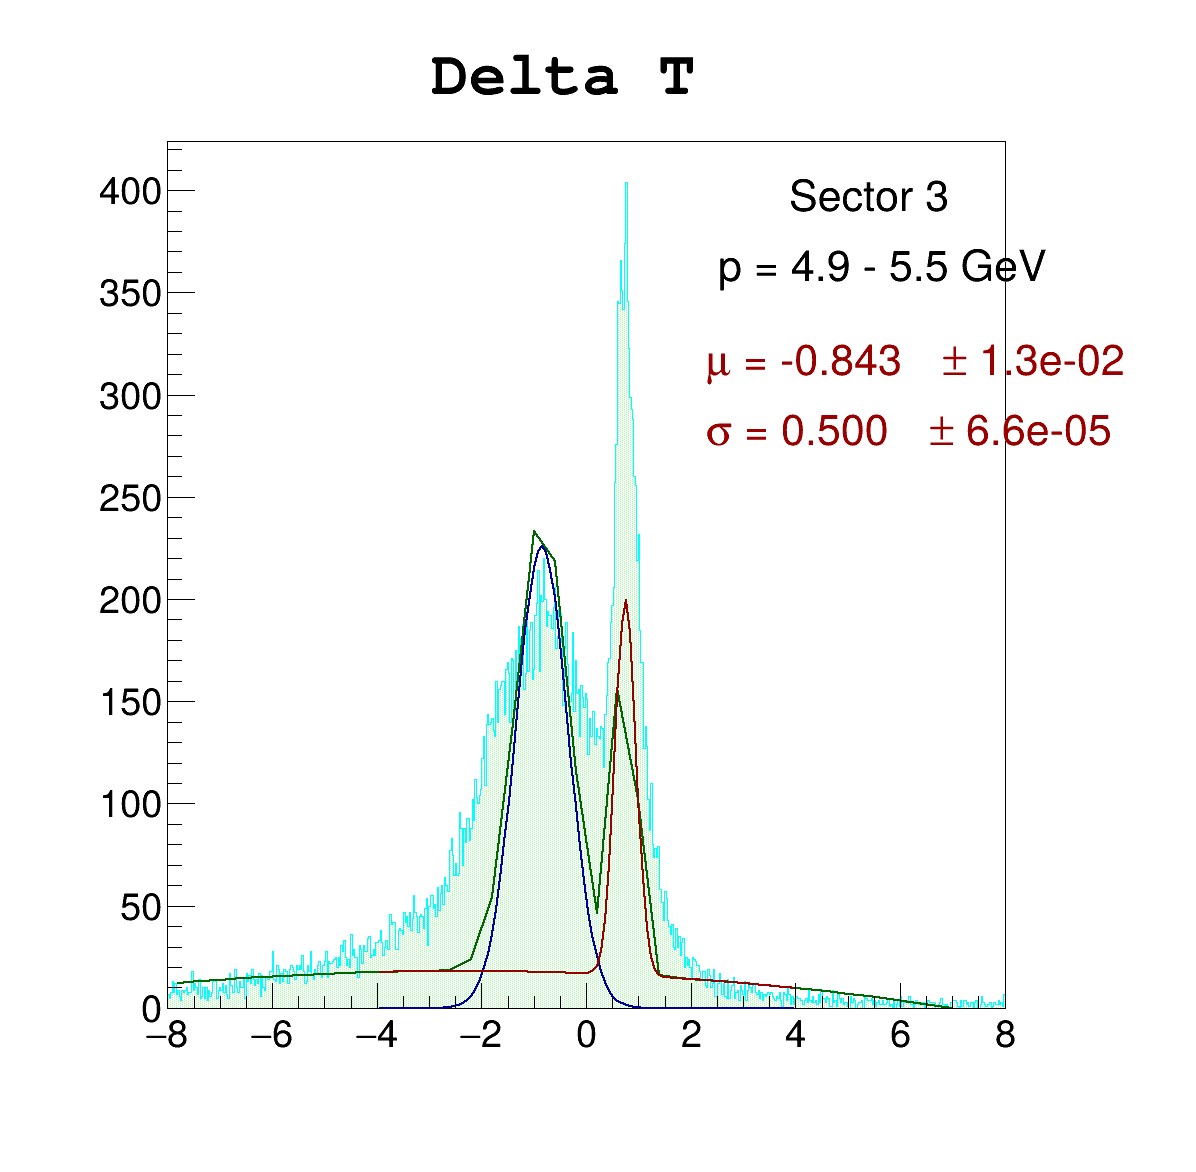 Delta T
Sector 3
p = 4.9 - 5.5 GeV
μ = -0.843 ± 1.3e-02
σ = 0.500 ± 6.6e-05
400
350
300
250
200
150
100
50
0
−8 −6 −4 −2 0 2 4 6 8